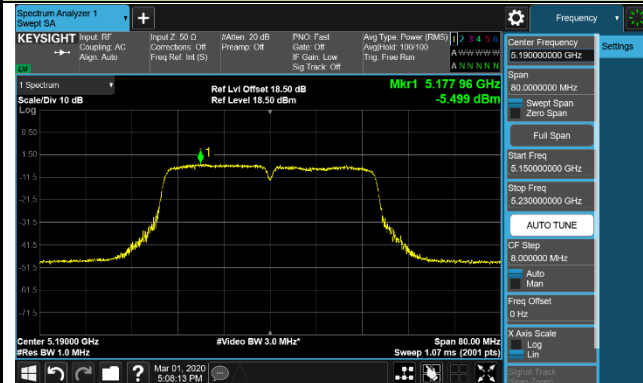 Spectrum Analyzer 1
Swept SA
Frequency
KEYSIGHT
Input: RF
Coupling: AC
Align: Auto
Input Z: 50 Ω
Corrections: Off
Freq Ref: Int (S)
#Atten: 20 dB
Preamp: Off
PNO: Fast
Gate: Off
IF Gain: Low
Sig Track: Off
Avg Type: Power (RMS)
Avg|Hold: 100/100
Trig: Free Run
1 2 3 4 5 6
A W W W W W
A N N N N N
LXI
1 Spectrum
Scale/Div 10 dB
Ref Lvl Offset 18.50 dB
Ref Level 18.50 dBm
Mkr1 5.177 96 GHz
-5.499 dBm
Log
8.50
1.50
-11.5
-21.5
-31.5
-41.5
-51.5
-61.5
-71.5
1
Center 5.19000 GHz
#Res BW 1.0 MHz
#Video BW 3.0 MHz*
Span 80.00 MHz
Sweep 1.07 ms (2001 pts)
Center Frequency
5.190000000 GHz
Span
80.0000000 MHz
Swept Span
Zero Span
Full Span
Start Freq
5.150000000 GHz
Stop Freq
5.230000000 GHz
AUTO TUNE
CF Step
8.000000 MHz
Auto
Man
Freq Offset
0 Hz
X Axis Scale
Log
Lin
Signal Track
(Span Zoom)
Settings
?
Mar 01, 2020
5:08:13 PM